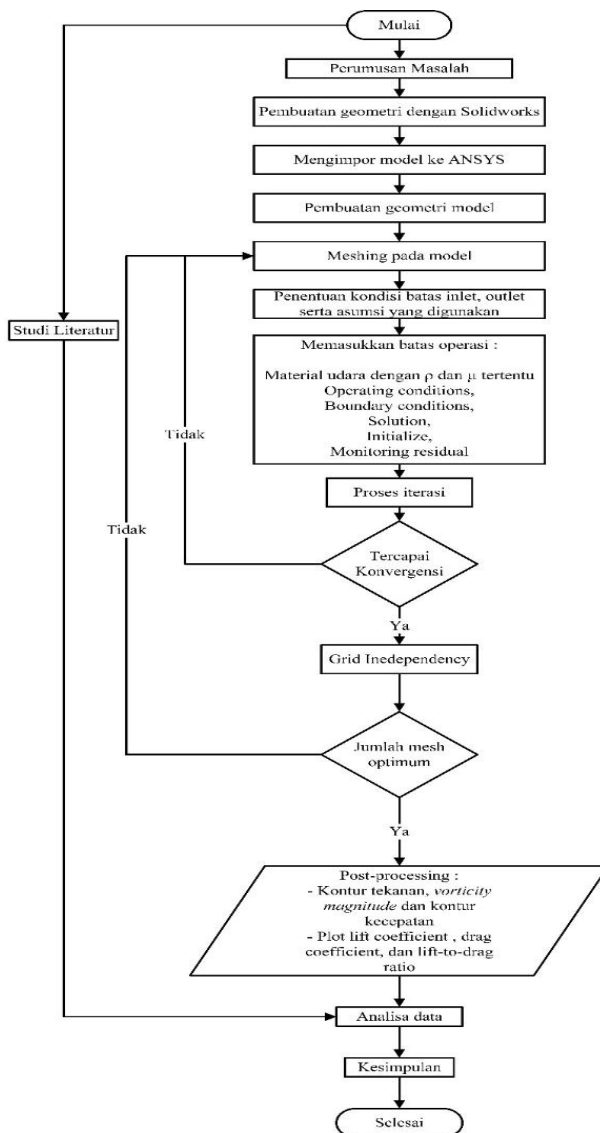 Mulai
Perumusan Masalah
Pembuatan geometri dengan Solidworks
Mengimpor model ke ANSYS
Pembuatan geometri model
Meshing pada model
Penentuan kondisi batas inlet, outlet
serta asumsi yang digunakan
Studi Literatur
Memasukkan batas operasi :
Material udara dengan ρ dan µ tertentu
Operating conditions,
Boundary conditions,
Solution,
Initialize,
Monitoring residual
Tidak
Proses iterasi
Tidak
Tercapai
Konvergensi
Ya
Grid Inedependency
Jumlah mesh
optimum
Ya
Post-processing :
- Kontur tekanan, vorticity
magnitude dan kontur
kecepatan
- Plot lift coefficient , drag
coefficient, dan lift-to-drag
ratio
Analisa data
Kesimpulan
Selesai